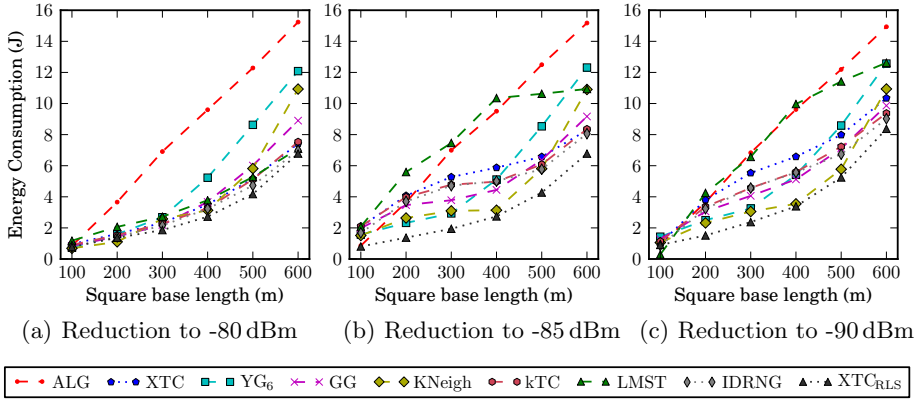 16 16 16
14 14 14
12 12 12
10 10 10
8 8 8
6 6 6
4 4 4
2 2 2
0 0 0
Energy Consumption (J)
100 200 300 400 500 600 100 200 300 400 500 600 100 200 300 400 500 600
Square base length (m) Square base length (m) Square base length (m)
(a) Reduction to -80 dBm (b) Reduction to -85 dBm (c) Reduction to -90 dBm
ALG XTC YG₆ GG KNeigh kTC LMST IDRNG XTC_RLS